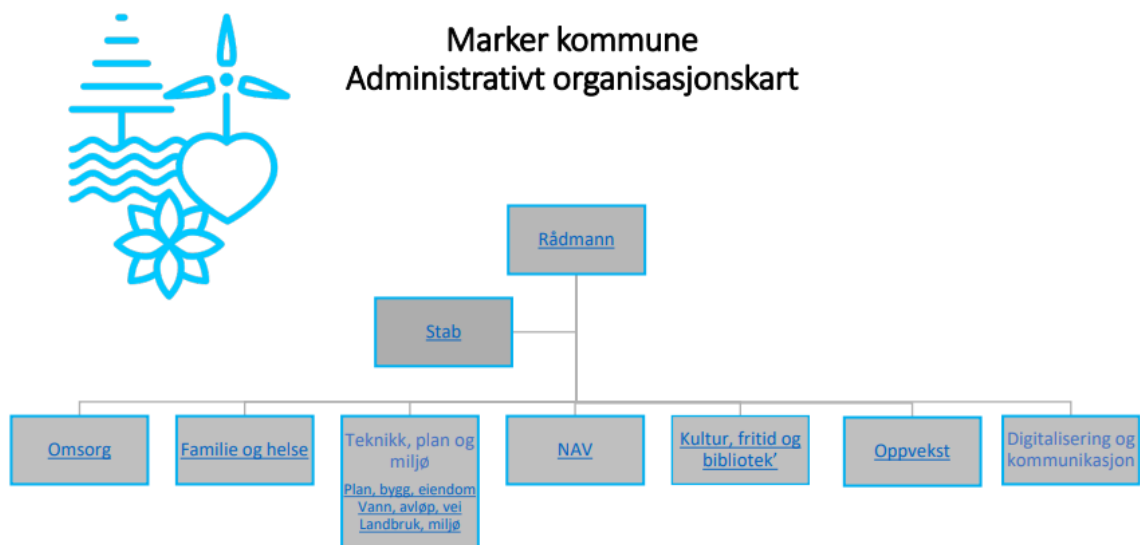 Marker kommune
Administrativt organisasjonskart
Rådmann
Stab
Omsorg
Familie og helse
Teknikk, plan og
miljø
Plan, bygg, eiendom
Vann, avløp, vei
Landbruk, miljø
NAV
Kultur, fritid og
bibliotek’
Oppvekst
Digitalisering og
kommunikasjon